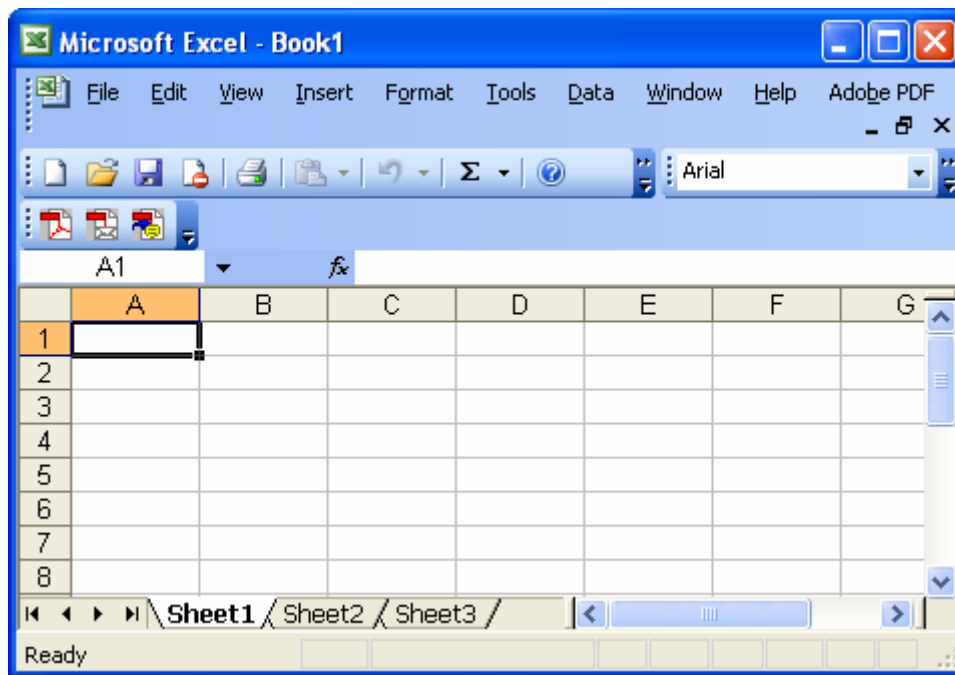 Microsoft Excel - Book1
File Edit View Insert Format Tools Data Window Help Adobe PDF
Σ Arial
A1 fx
A B C D E F G
1
2
3
4
5
6
7
8
Sheet1 Sheet2 Sheet3
Ready